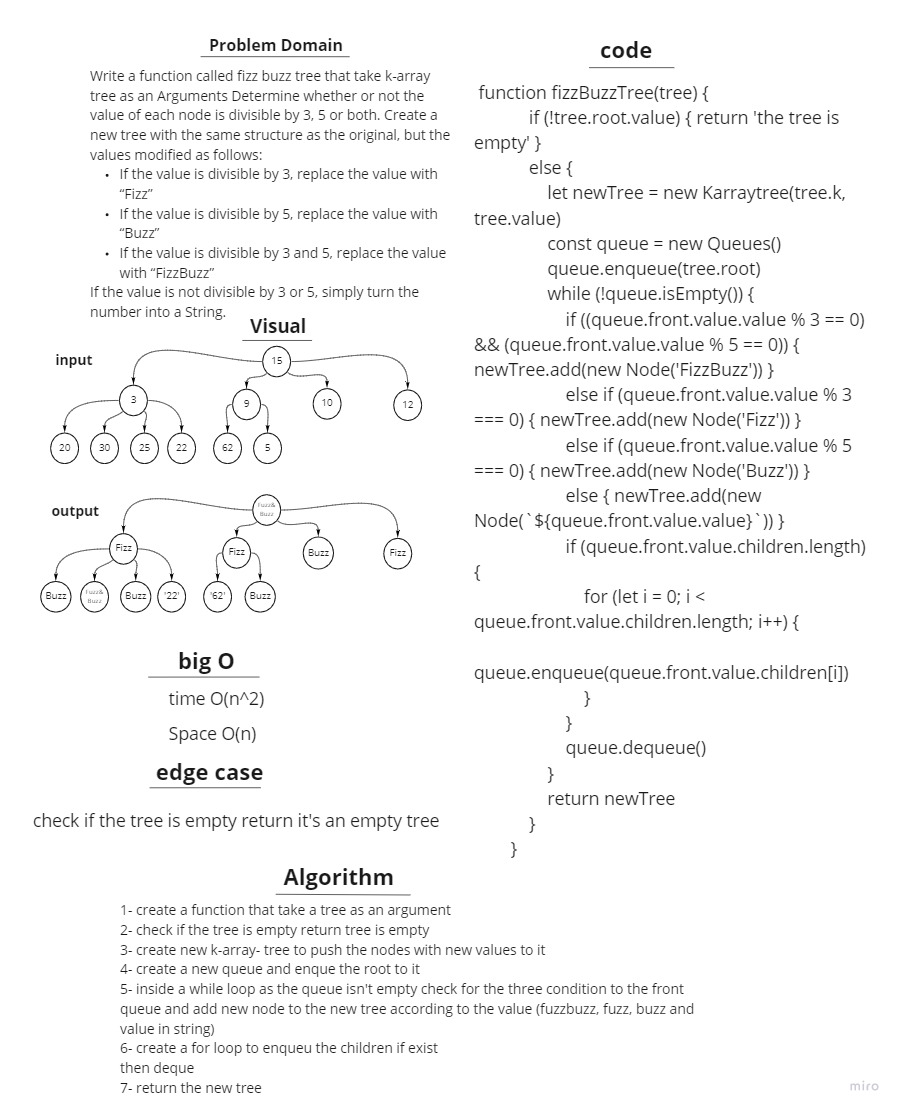 Problem Domain
Write a function called fizz buzz tree that take k-array
tree as an Arguments Determine whether or not the
value of each node is divisible by 3, 5 or both. Create a
new tree with the same structure as the original, but the
values modified as follows:
• If the value is divisible by 3, replace the value with
“Fizz”
• If the value is divisible by 5, replace the value with
“Buzz”
• If the value is divisible by 3 and 5, replace the value
with “FizzBuzz”
If the value is not divisible by 3 or 5, simply turn the
number into a String.
Visual
input
15
3
9
10
12
20
30
25
22
62
5
output
Fuzz&
Buzz
Fizz
Fizz
Buzz
Fizz
Buzz
Fuzz&
Buzz
Buzz
'22'
'62'
Buzz
big O
time O(n^2)
Space O(n)
edge case
check if the tree is empty return it's an empty tree
code
function fizzBuzzTree(tree) {
if (!tree.root.value) { return 'the tree is
empty' }
else {
let newTree = new Karraytree(tree.k,
tree.value)
const queue = new Queues()
queue.enqueue(tree.root)
while (!queue.isEmpty()) {
if ((queue.front.value.value % 3 == 0)
&& (queue.front.value.value % 5 == 0)) {
newTree.add(new Node('FizzBuzz')) }
else if (queue.front.value.value % 3
=== 0) { newTree.add(new Node('Fizz')) }
else if (queue.front.value.value % 5
=== 0) { newTree.add(new Node('Buzz')) }
else { newTree.add(new
Node(`${queue.front.value.value}`)) }
if (queue.front.value.children.length)
{
for (let i = 0; i <
queue.front.value.children.length; i++) {
queue.enqueue(queue.front.value.children[i])
}
}
queue.dequeue()
}
return newTree
}
}
Algorithm
1- create a function that take a tree as an argument
2- check if the tree is empty return tree is empty
3- create new k-array- tree to push the nodes with new values to it
4- create a new queue and enque the root to it
5- inside a while loop as the queue isn't empty check for the three condition to the front
queue and add new node to the new tree according to the value (fuzzbuzz, fuzz, buzz and
value in string)
6- create a for loop to enqueu the children if exist
then deque
7- return the new tree
miro